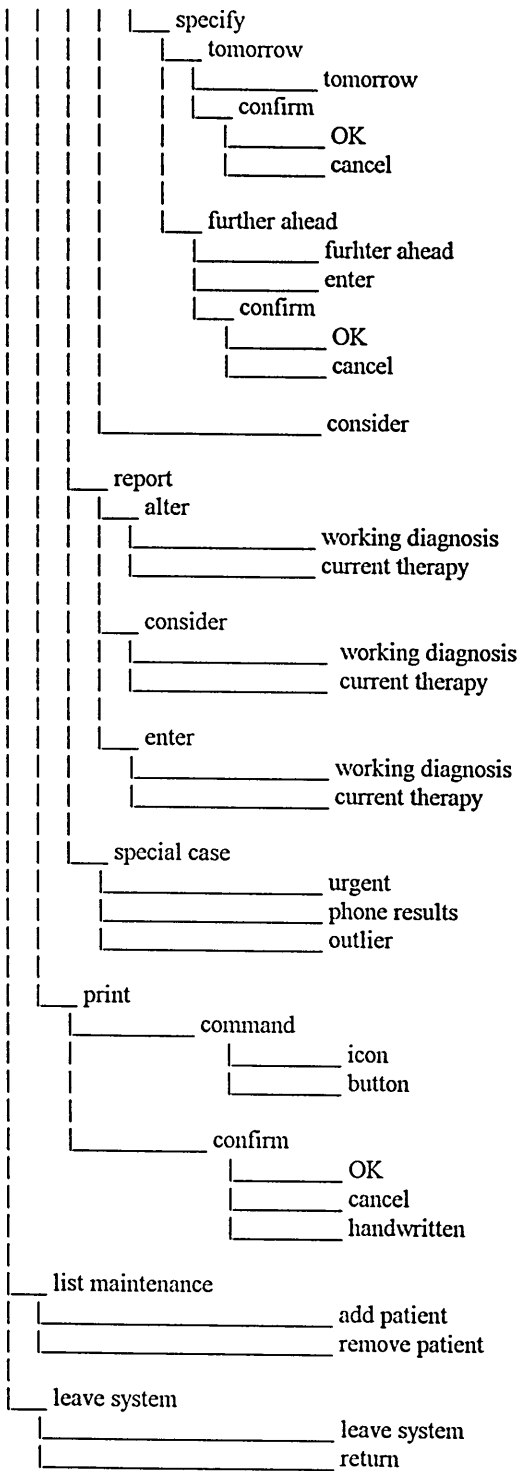 specify
tomorrow
tomorrow
confirm
OK
cancel
further ahead
furhter ahead
enter
confirm
OK
cancel
consider
report
alter
working diagnosis
current therapy
consider
working diagnosis
current therapy
enter
working diagnosis
current therapy
special case
urgent
phone results
outlier
print
command
icon
button
confirm
OK
cancel
handwritten
list maintenance
add patient
remove patient
leave system
leave system
return